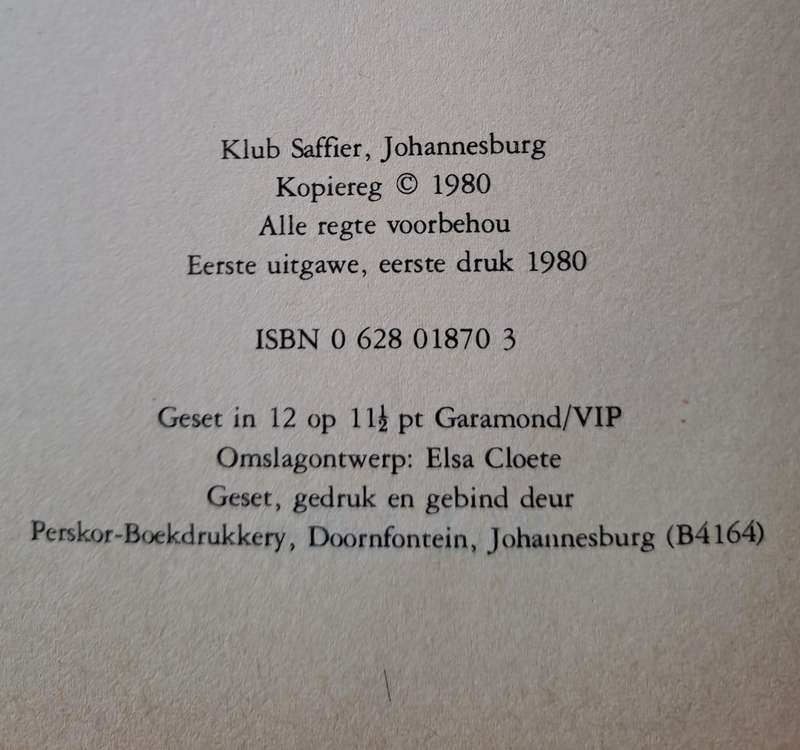 Klub Saffier, Johannesburg
Kopiereg © 1980
Alle regte voorbehou
Eerste uitgawe, eerste druk 1980
ISBN 0 628 01870 3
Geset in 12 op 11½ pt Garamond/VIP
Omslagontwerp: Elsa Cloete
Geset, gedruk en gebind deur
Perskor-Boekdrukkery, Doornfontein, Johannesburg (B4164)